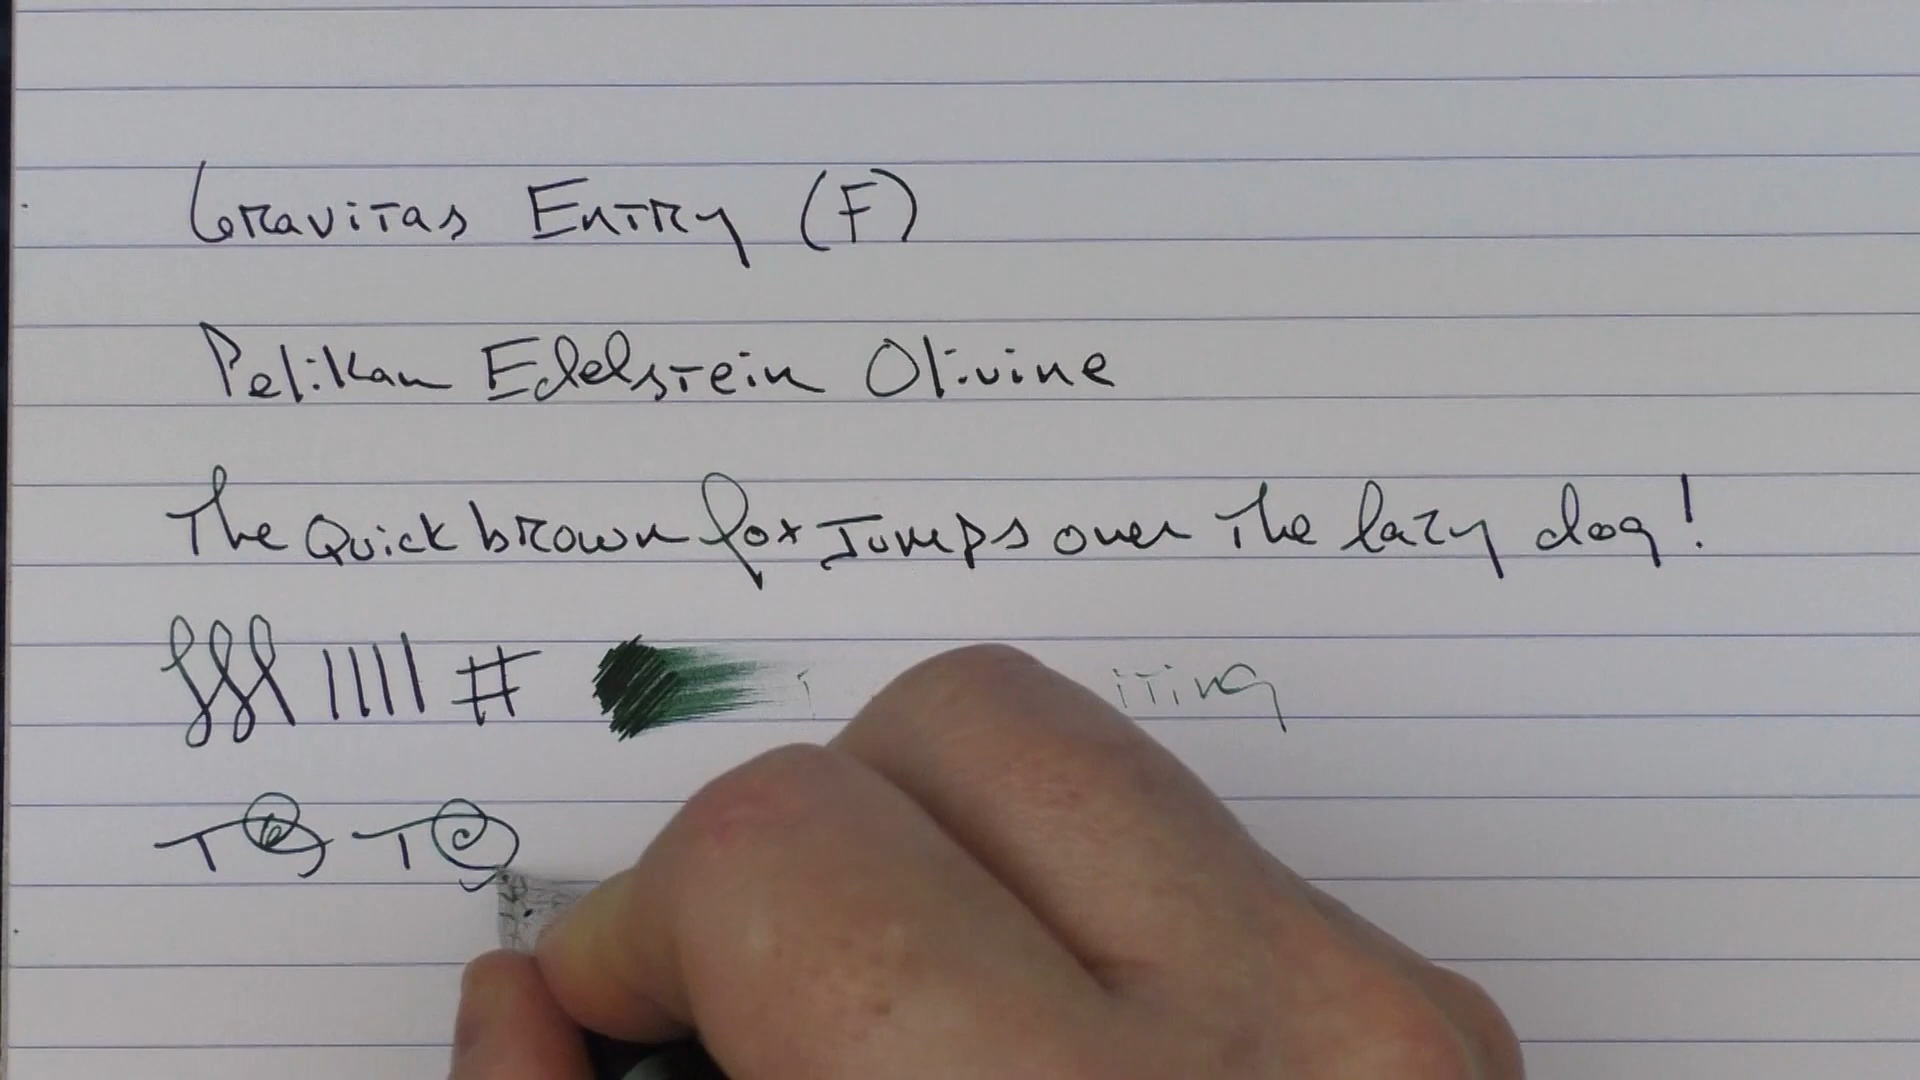 Gravitas Entry (F)
Pelikan Edelstein Olivine
The Quick brown fox Jumps over The lazy dog!
#